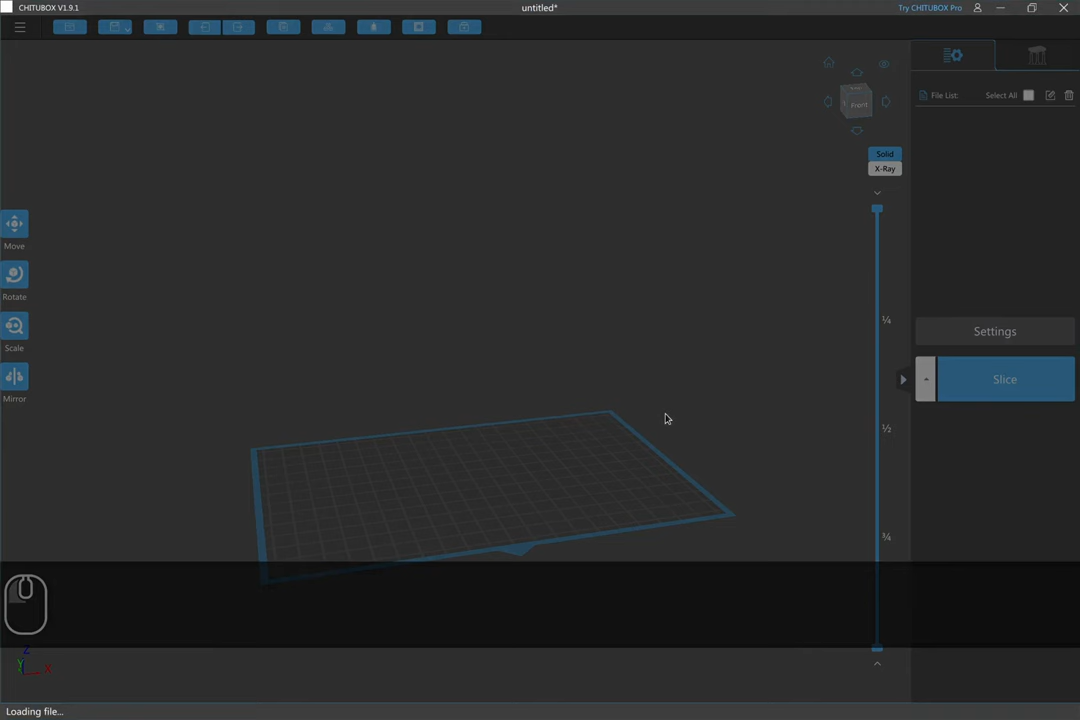 CHITUBOX V1.9.1
untitled*
Try CHITUBOX Pro
Front
File List:
Select All
Solid
X-Ray
Move
Rotate
Scale
Mirror
¼
½
¾
Settings
Slice
Z
Y
X
Loading file...